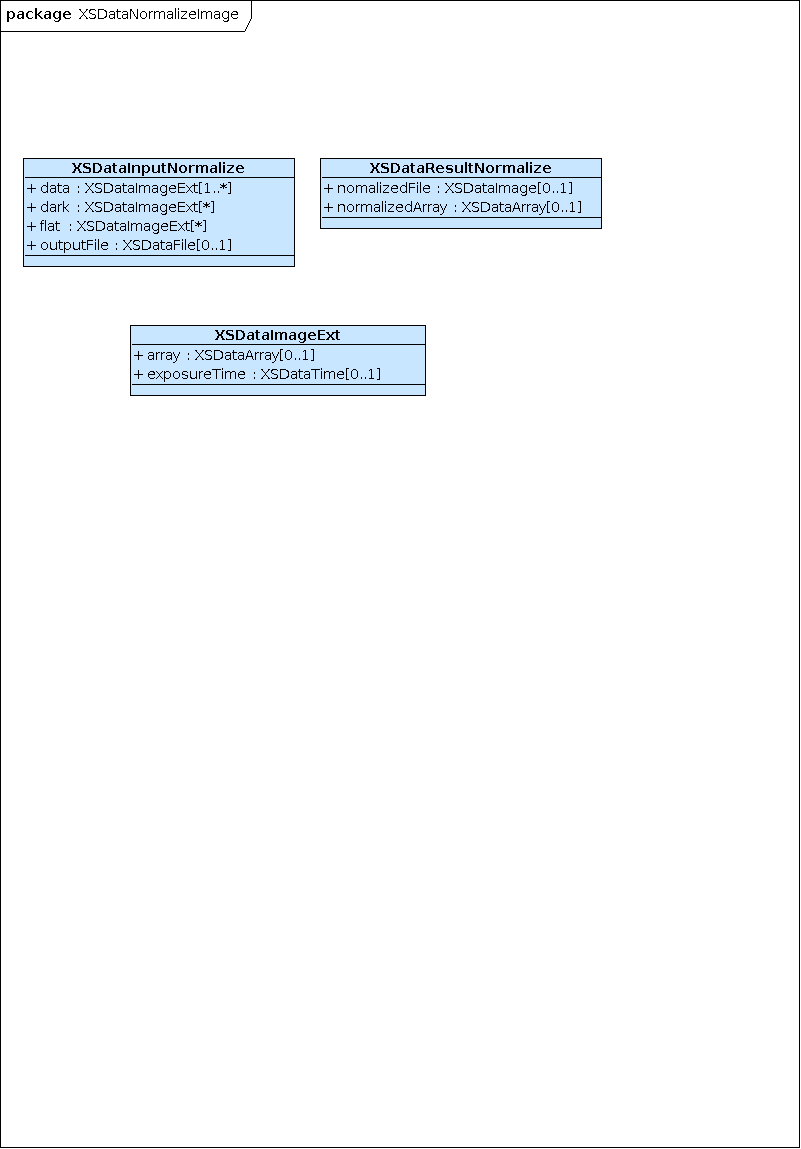 package XSDataNormalizeImage
XSDataInputNormalize
+ data : XSDataImageExt[1..*]
+ dark : XSDataImageExt[*]
+ flat : XSDataImageExt[*]
+ outputFile : XSDataFile[0..1]
XSDataResultNormalize
+ nomalizedFile : XSDataImage[0..1]
+ normalizedArray : XSDataArray[0..1]
XSDataImageExt
+ array : XSDataArray[0..1]
+ exposureTime : XSDataTime[0..1]